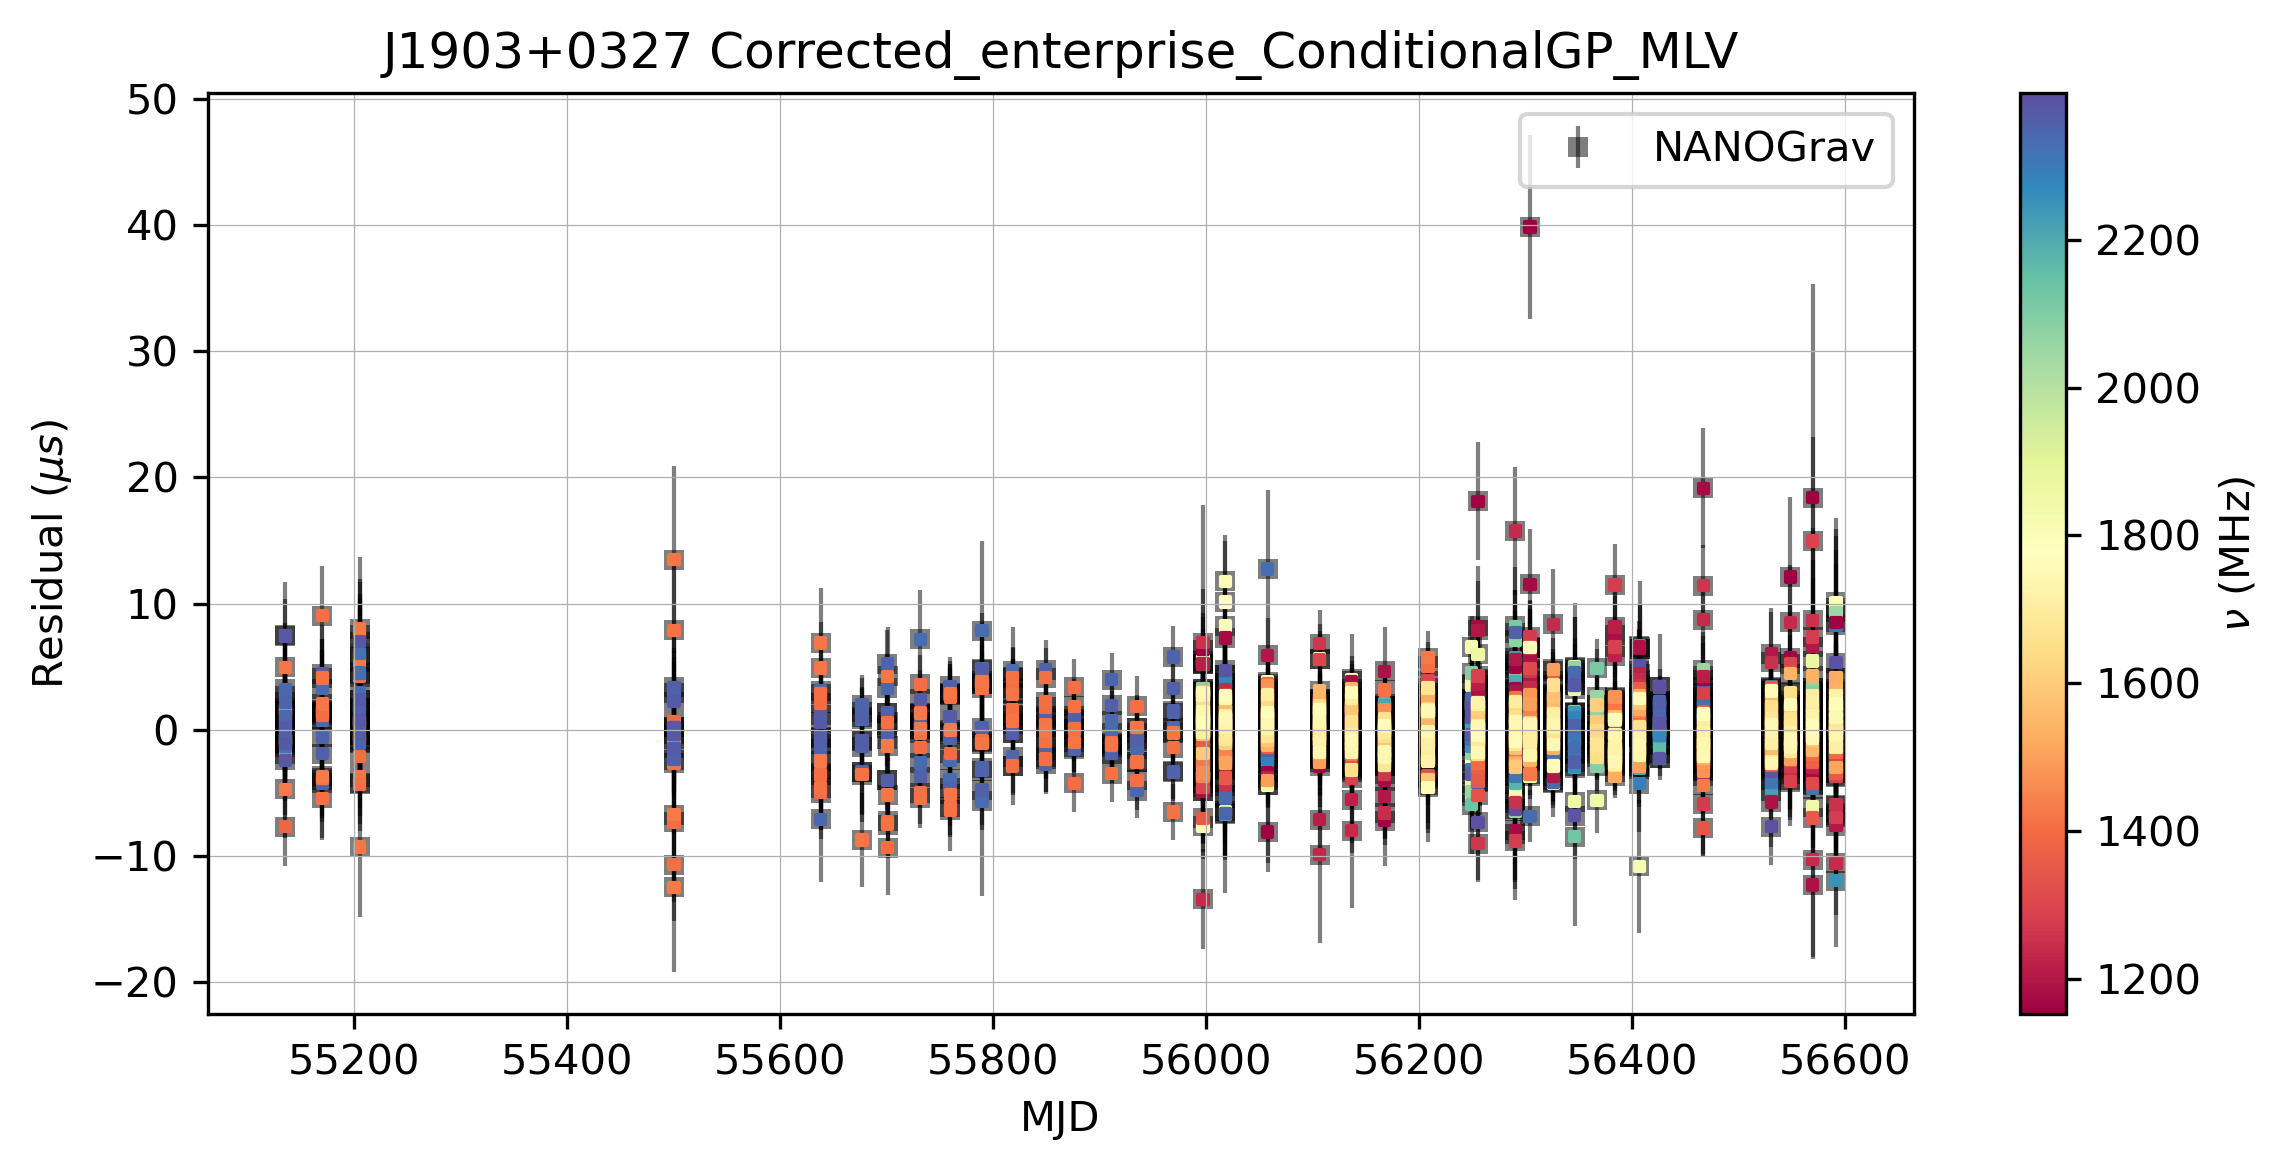 J1903+0327 Corrected_enterprise_ConditionalGP_MLV
NANOGrav
50
40
30
20
10
0
−10
−20
Residual (μs)
55200 55400 55600 55800 56000 56200 56400 56600
MJD
2200
2000
1800
1600
1400
1200
ν (MHz)